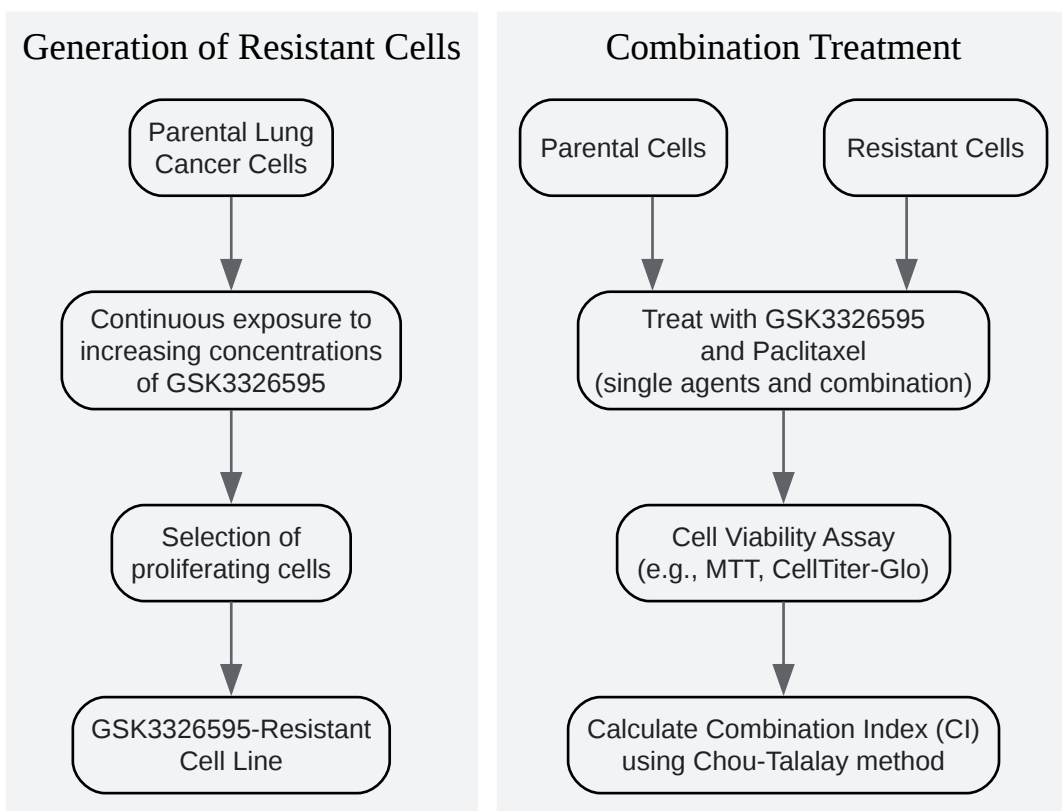 Generation of Resistant Cells
Parental Lung
Cancer Cells
Continuous exposure to
increasing concentrations
of GSK3326595
Selection of
proliferating cells
GSK3326595-Resistant
Cell Line
Combination Treatment
Parental Cells
Resistant Cells
Treat with GSK3326595
and Paclitaxel
(single agents and combination)
Cell Viability Assay
(e.g., MTT, CellTiter-Glo)
Calculate Combination Index (CI)
using Chou-Talalay method